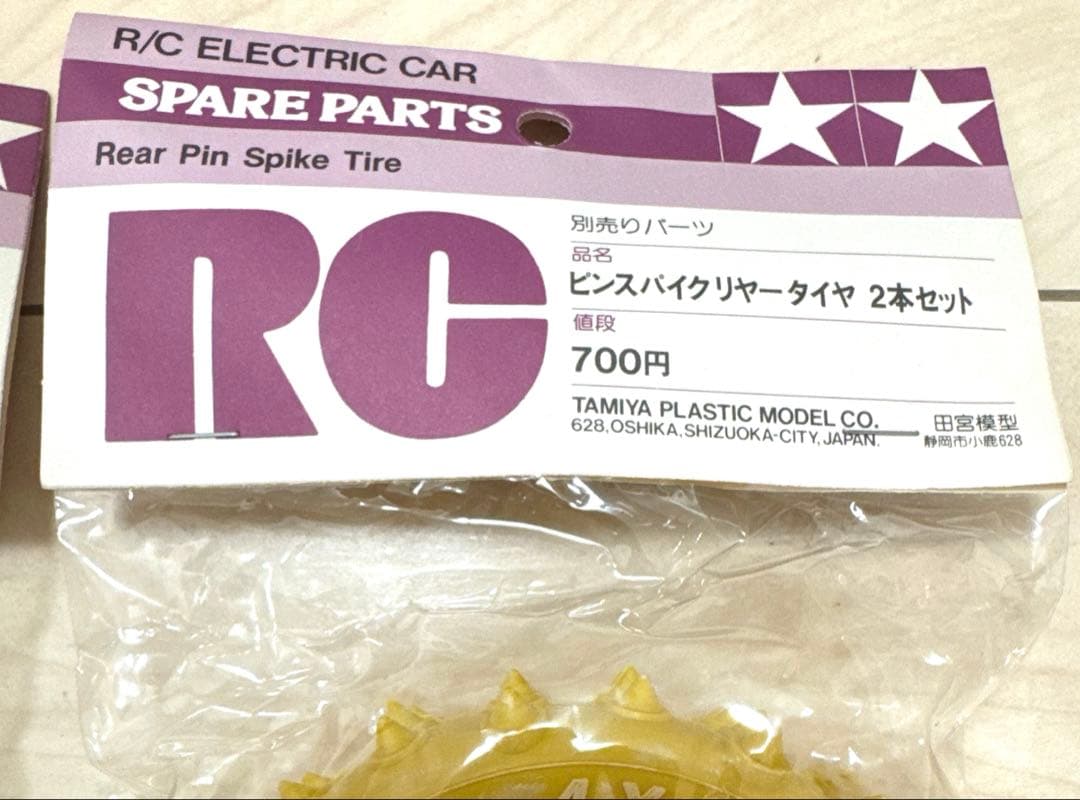 R/C ELECTRIC CAR
SPARE PARTS
Rear Pin Spike Tire
RC
別売りパーツ
品名
ピンスパイクリヤータイヤ 2本セット
値段
700円
TAMIYA PLASTIC MODEL CO.
628,OSHIKA,SHIZUOKA-CITY,JAPAN.
田宮模型
静岡市小鹿628